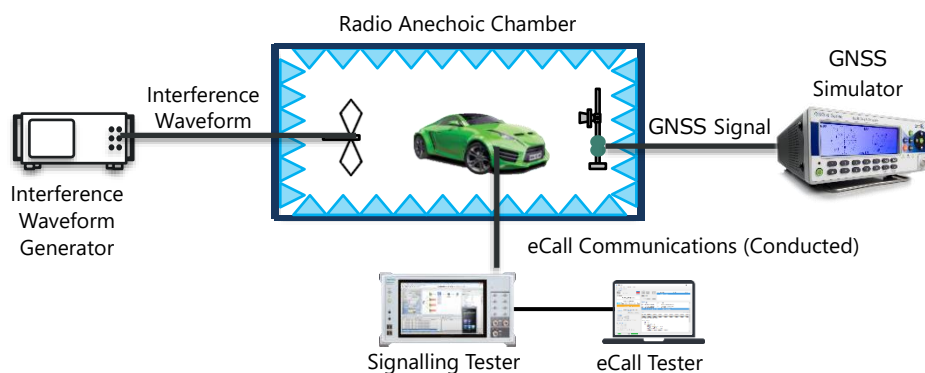 Radio Anechoic Chamber
GNSS
Simulator
Interference
Waveform
GNSS Signal
Interference
Waveform
Generator
eCall Communications (Conducted)
Signalling Tester
eCall Tester